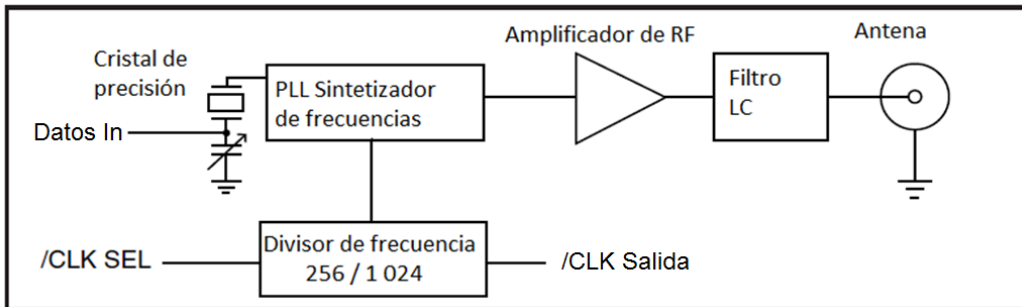 Amplificador de RF
Antena
Cristal de
precisión
PLL Sintetizador
de frecuencias
Filtro
LC
Datos In
/CLK SEL
Divisor de frecuencia
256 / 1 024
/CLK Salida